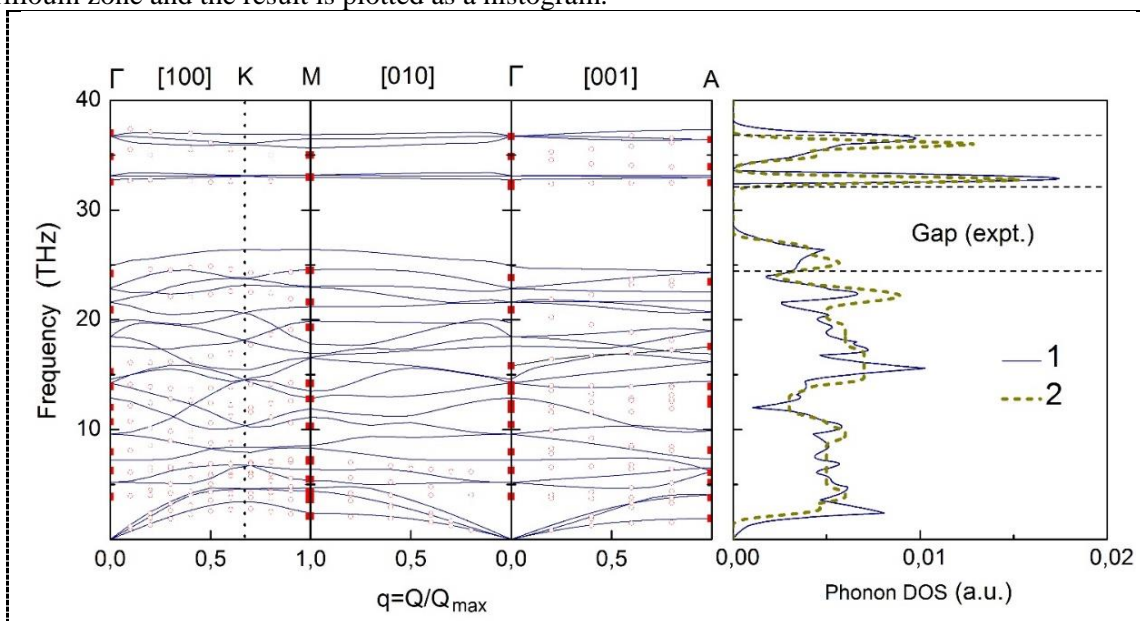 zone and the result is plotted as a histogram.
Γ [100] K M [010] Γ [001] A
40
30
20
10
Frequency (THz)
0,0 0,5 1,0 0,5 0,0 0,5
q=Q/Qmax
Gap (expt.)
1
2
0,00 0,01 0,02
Phonon DOS (a.u.)